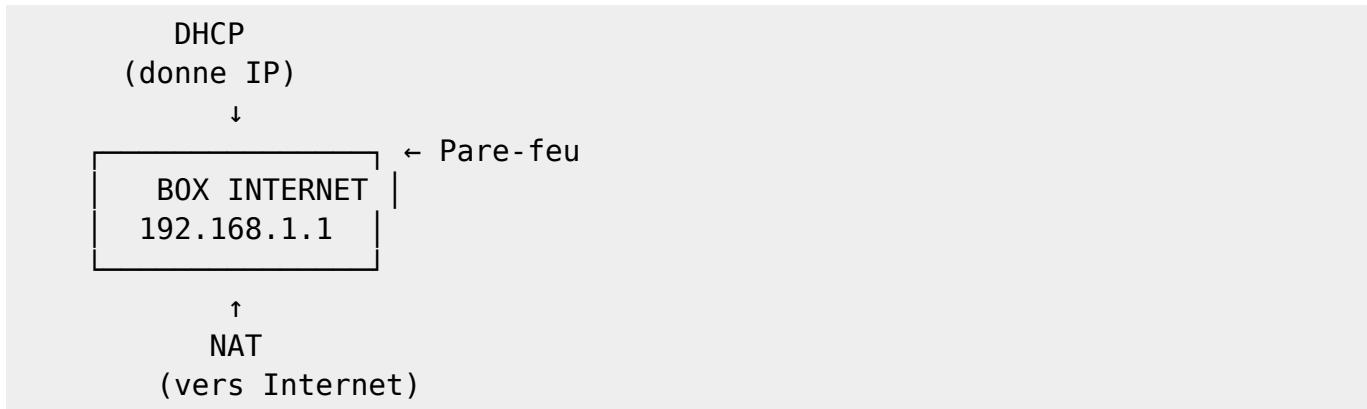 DHCP
(donne IP)
↓
← Pare-feu
BOX INTERNET
192.168.1.1
↑
NAT
(vers Internet)